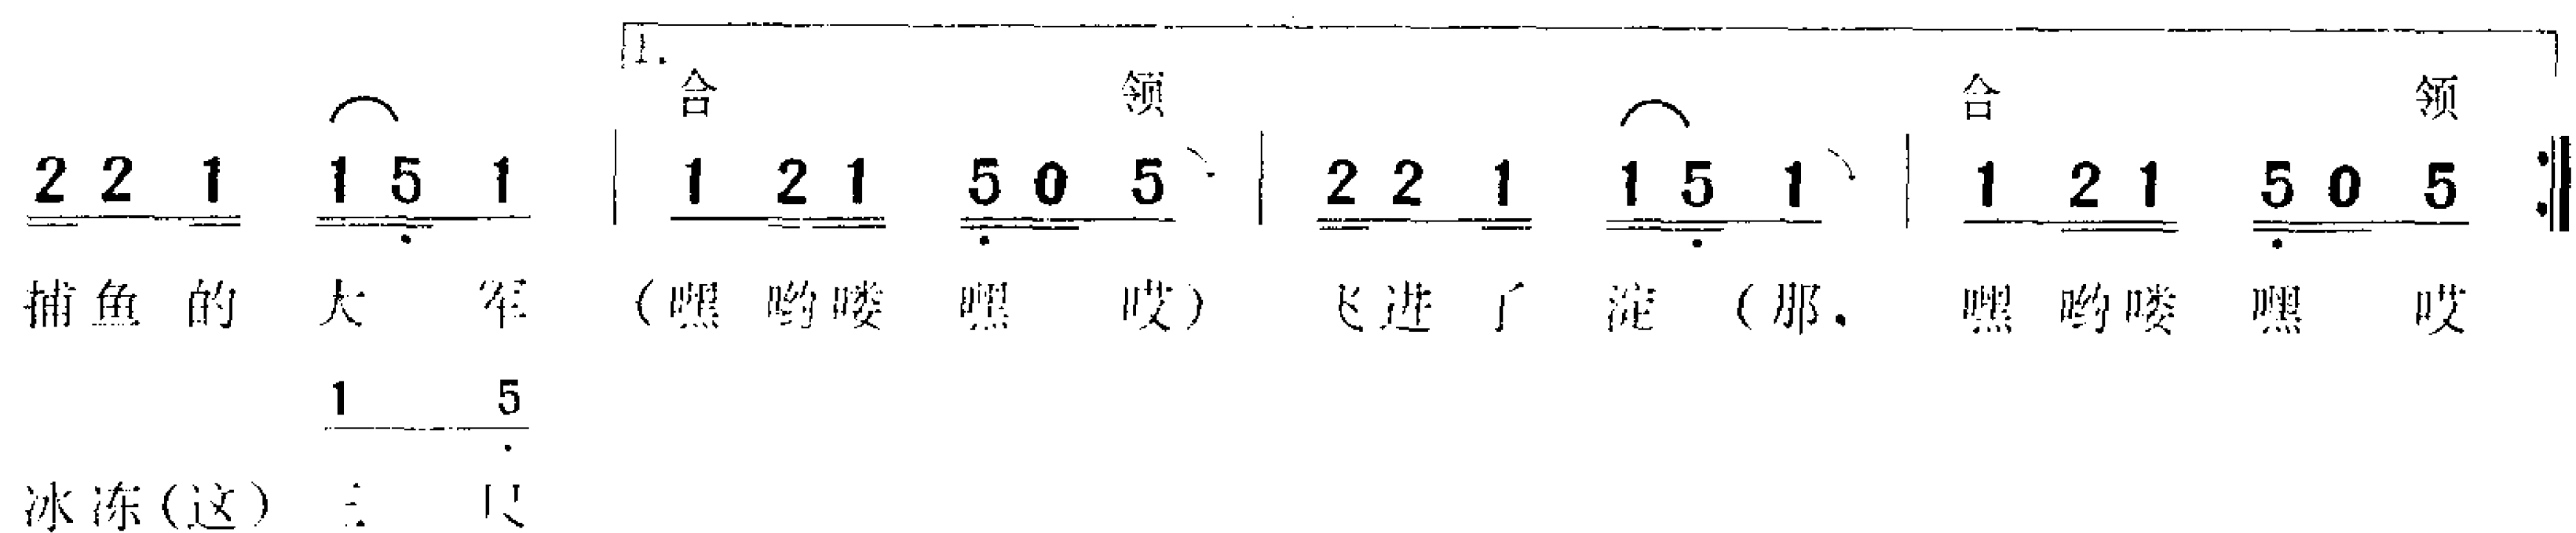 1.
合 领 合 领
2 2 1 1 5 1 | 1 2 1 5 0 5 | 2 2 1 1 5 1 | 1 2 1 5 0 5
捕鱼的 大 军 (嘿 哟喽 嘿 哎) 飞进了 淀 (那, 嘿 哟喽 嘿 哎
1 5
冰冻(这) 三 尺